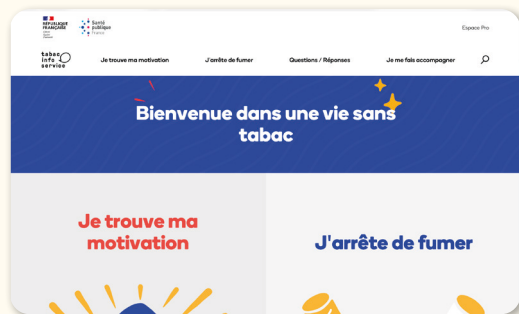 RÉPUBLIQUE
FRANÇAISE
Santé
publique
France
Espace Pro
tabac
info
service
Je trouve ma motivation
J'arrête de fumer
Questions / Réponses
Je me fais accompagner
Bienvenue dans une vie sans
tabac
Je trouve ma
motivation
J'arrête de fumer